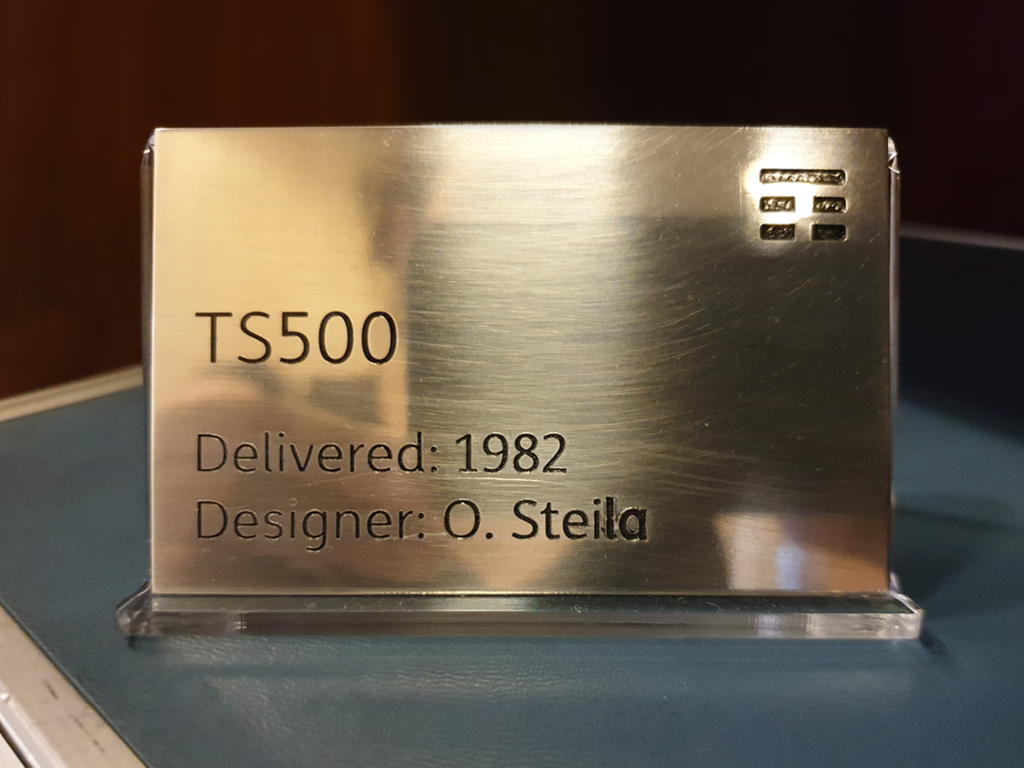 TS500
Delivered: 1982
Designer: O. Steila